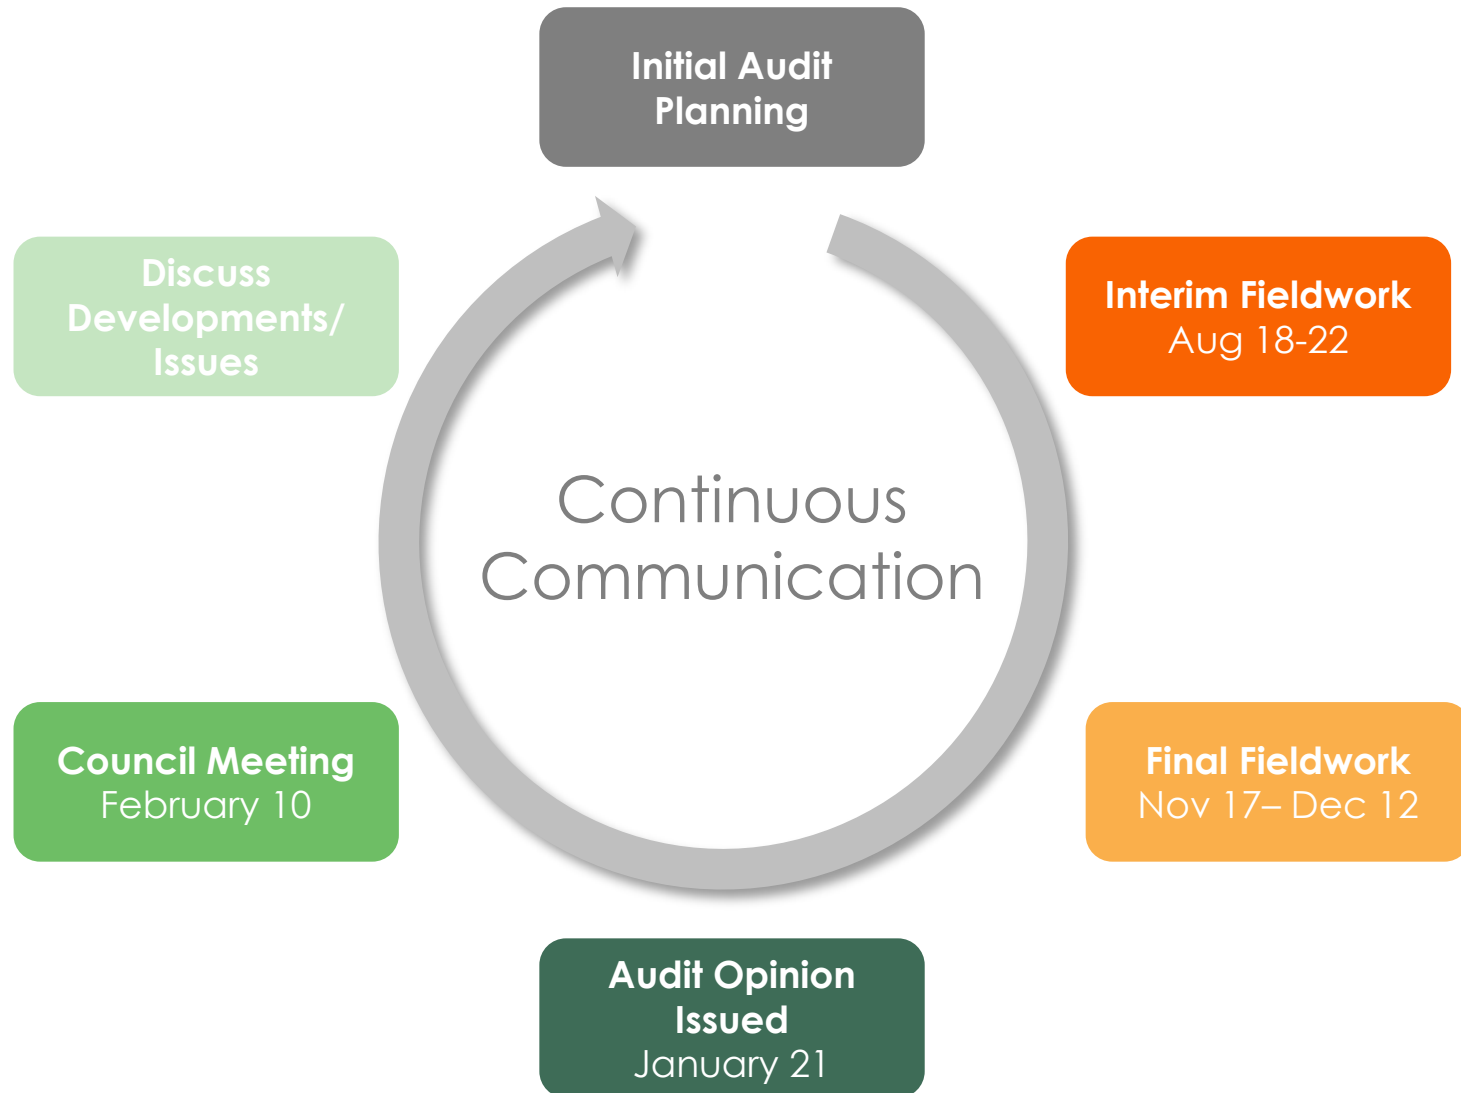 Initial Audit
Planning
Interim Fieldwork
Aug 18-22
Final Fieldwork
Nov 17– Dec 12
Audit Opinion
Issued
January 21
Council Meeting
February 10
Discuss
Developments/
Issues
Continuous
Communication